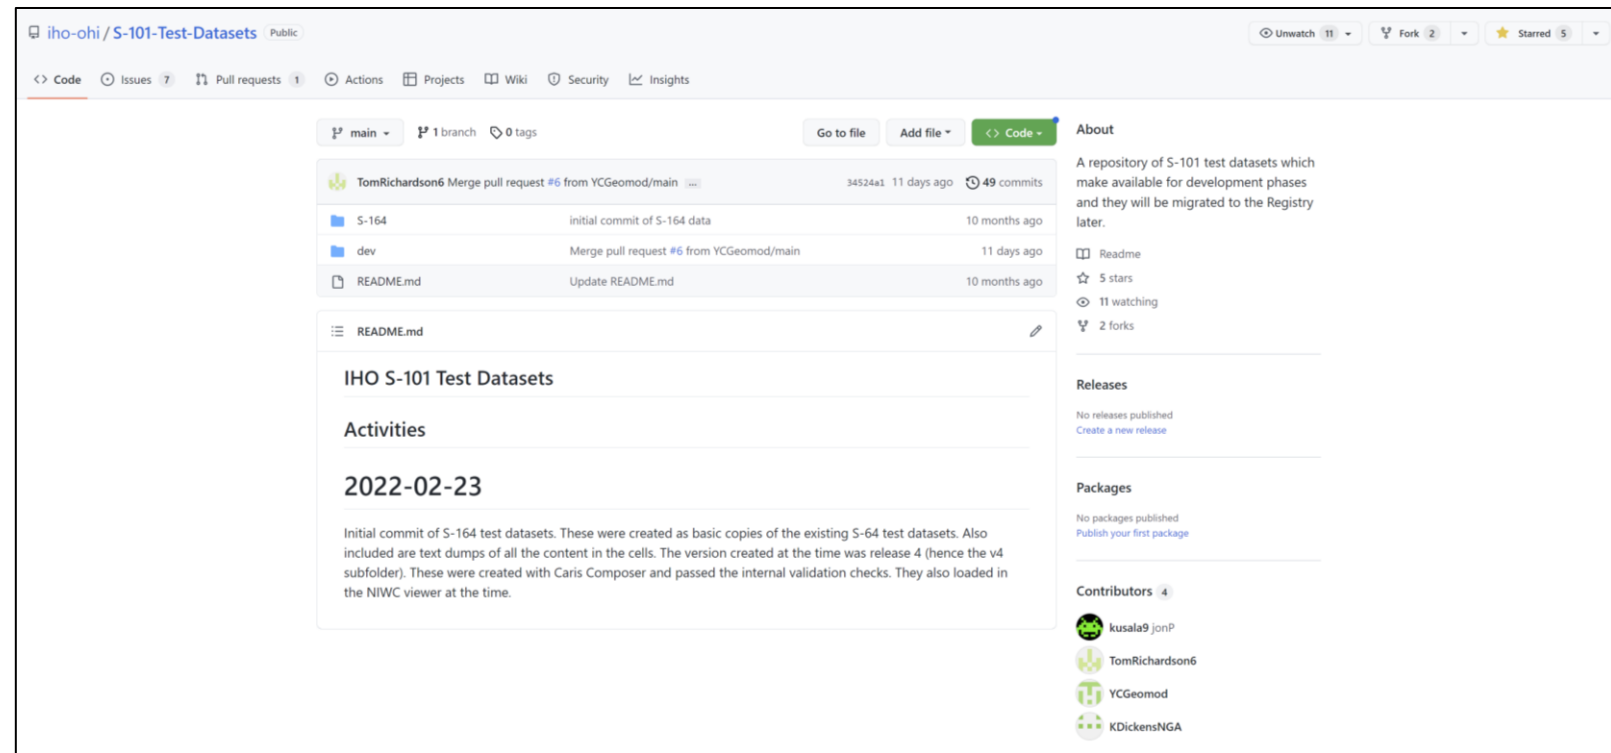 iho-ohi / S-101-Test-Datasets Public
Unwatch 11 Fork 2 Starred 5
<> Code Issues 7 Pull requests 1 Actions Projects Wiki Security Insights
main 1 branch 0 tags Go to file Add file <> Code
TomRichardson6 Merge pull request #6 from YCGeomod/main ... 34524a1 11 days ago 49 commits
S-164 initial commit of S-164 data 10 months ago
dev Merge pull request #6 from YCGeomod/main 11 days ago
README.md Update README.md 10 months ago
README.md
IHO S-101 Test Datasets
Activities
2022-02-23
Initial commit of S-164 test datasets. These were created as basic copies of the existing S-64 test datasets. Also
included are text dumps of all the content in the cells. The version created at the time was release 4 (hence the v4
subfolder). These were created with Caris Composer and passed the internal validation checks. They also loaded in
the NIWC viewer at the time.
About
A repository of S-101 test datasets which
make available for development phases
and they will be migrated to the Registry
later.
Readme
5 stars
11 watching
2 forks
Releases
No releases published
Create a new release
Packages
No packages published
Publish your first package
Contributors 4
kusala9 jonP
TomRichardson6
YCGeomod
KDickensNGA